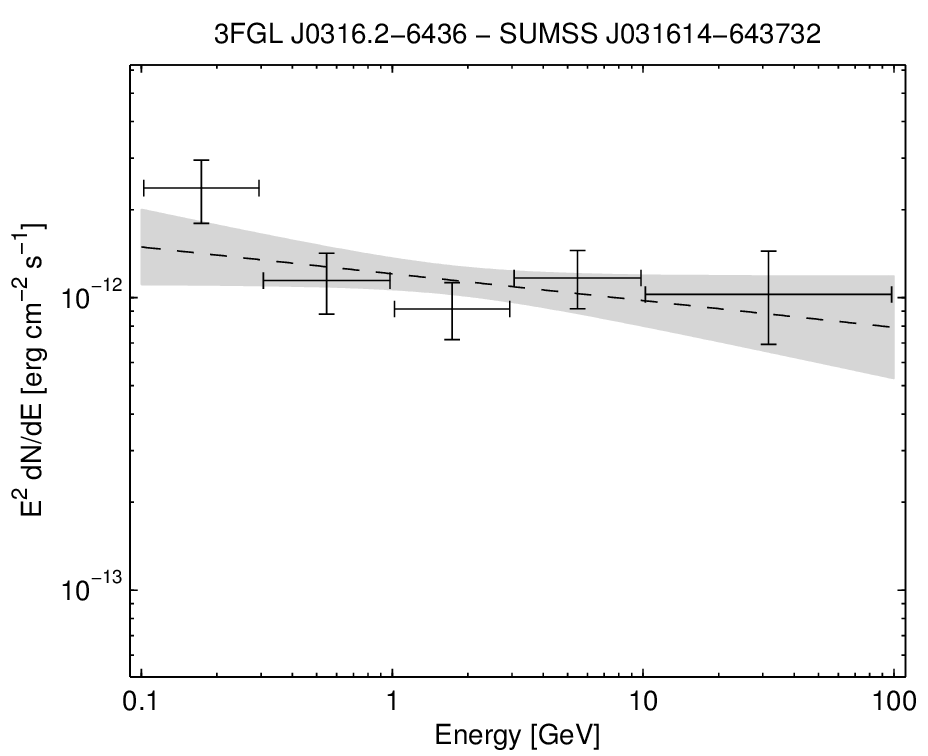 3FGL J0316.2−6436 − SUMSS J031614−643732
E² dN/dE [erg cm⁻² s⁻¹]
10⁻¹²
10⁻¹³
0.1 1 10 100
Energy [GeV]